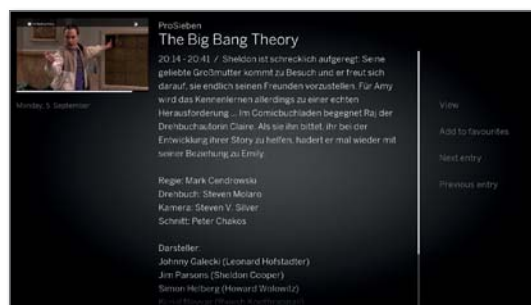 ProSieben
The Big Bang Theory
20:14 - 20:41 / Sheldon ist schrecklich aufgeregt: Seine
geliebte Großmutter kommt zu Besuch und er freut sich
darauf, sie endlich seinen Freunden vorzustellen. Für Amy
wird das Kennenlernen allerdings zu einer echten
Herausforderung ... Im Comicbuchladen begegnet Raj der
Drehbuchautorin Claire. Als sie ihn bittet, ihr bei der
Entwicklung ihrer Story zu helfen, hadert er mal wieder mit
seiner Beziehung zu Emily.
Regie: Mark Cendrowski
Drehbuch: Steven Molaro
Kamera: Steven V. Silver
Schnitt: Peter Chakos
Darsteller:
Johnny Galecki (Leonard Hofstadter)
Jim Parsons (Sheldon Cooper)
Simon Helberg (Howard Wolowitz)
Monday, 5. September
View
Add to favourites
Next entry
Previous entry